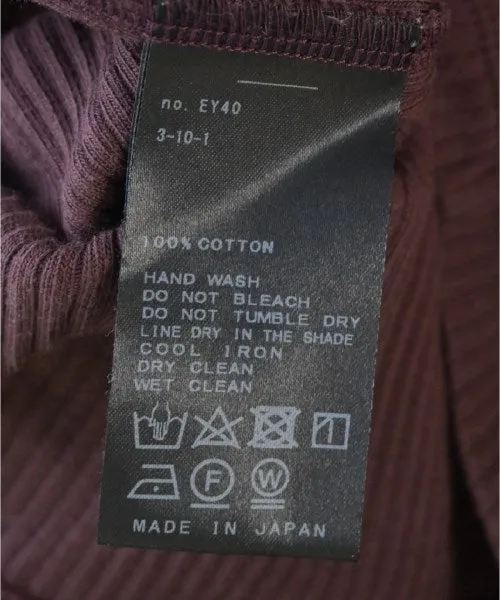 no. EY40
3-10-1
100% COTTON
HAND WASH
DO NOT BLEACH
DO NOT TUMBLE DRY
LINE DRY IN THE SHADE
COOL IRON
DRY CLEAN
WET CLEAN
F W
MADE IN JAPAN